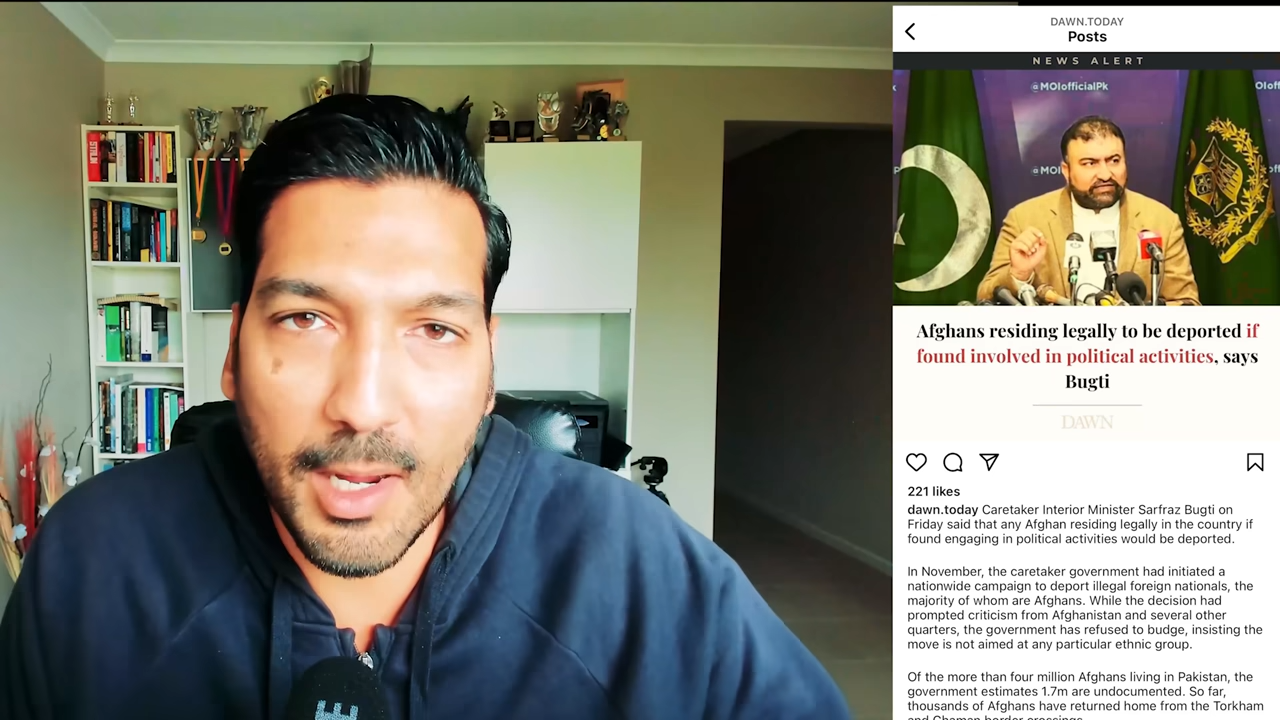 DAWN.TODAY
Posts
NEWS ALERT
@MOIofficialPk
Afghans residing legally to be deported if
found involved in political activities, says
Bugti
DAWN
221 likes
dawn.today Caretaker Interior Minister Sarfraz Bugti on
Friday said that any Afghan residing legally in the country if
found engaging in political activities would be deported.
In November, the caretaker government had initiated a
nationwide campaign to deport illegal foreign nationals, the
majority of whom are Afghans. While the decision had
prompted criticism from Afghanistan and several other
quarters, the government has refused to budge, insisting the
move is not aimed at any particular ethnic group.
Of the more than four million Afghans living in Pakistan, the
government estimates 1.7m are undocumented. So far,
thousands of Afghans have returned home from the Torkham
and Chaman border crossings
STALIN